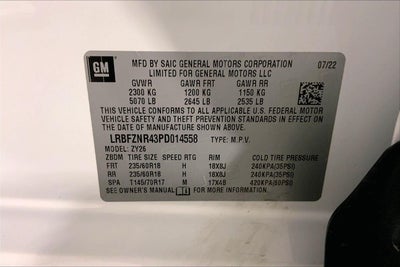 GM
MFD BY SAIC GENERAL MOTORS CORPORATION 07/22
LIMITED FOR GENERAL MOTORS LLC
GVWR GAWR FRT GAWR RR
2300 KG 1200 KG 1150 KG
5070 LB 2645 LB 2535 LB
THIS VEHICLE CONFORMS TO ALL APPLICABLE U.S. FEDERAL MOTOR
VEHICLE SAFETY AND THEFT PREVENTION STANDARDS IN EFFECT ON
THE DATE OF MANUFACTURE SHOWN ABOVE.
LRBFZNR43PD014558 TYPE: M.P.V.
MODEL: ZY26
ZBDM TIRE SIZE SPEED RTG RIM COLD TIRE PRESSURE
FRT 235/60R18 H 18X8J 240KPA(35PSI)
RR 235/60R18 H 18X8J 240KPA(35PSI)
SPA T145/70R17 M 17X4B 420KPA(60PSI)
SEE OWNER'S MANUAL FOR MORE INFORMATION.